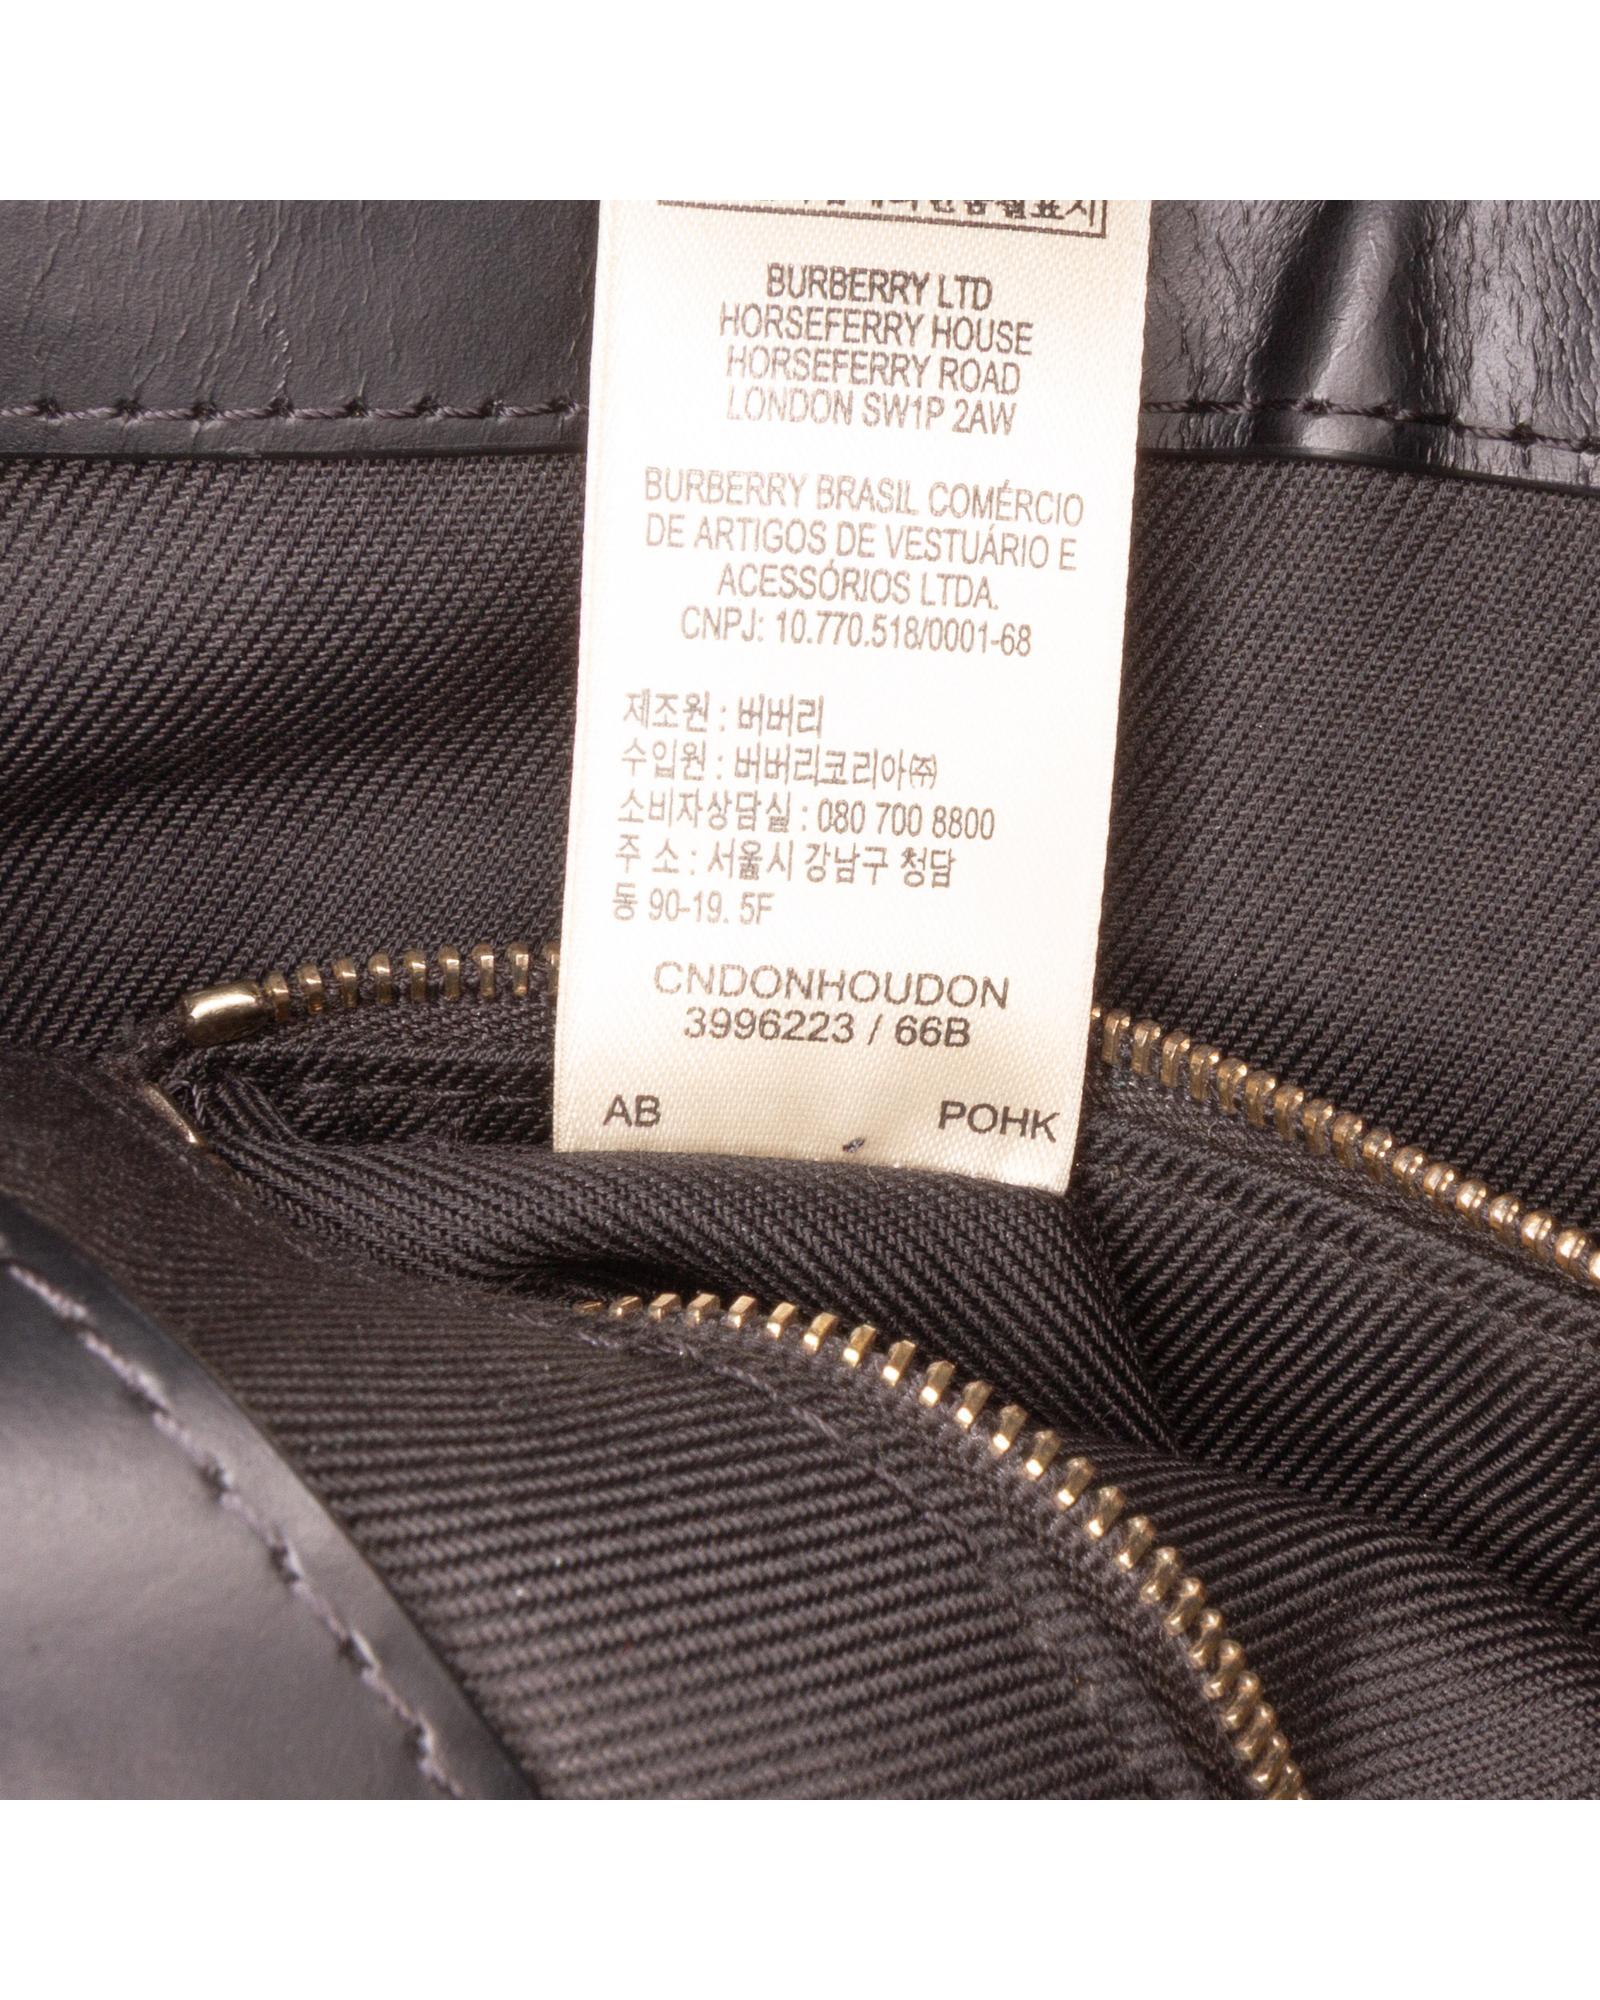 BURBERRY LTD
HORSEFERRY HOUSE
HORSEFERRY ROAD
LONDON SW1P 2AW
BURBERRY BRASIL COMÉRCIO
DE ARTIGOS DE VESTUÁRIO E
ACESSÓRIOS LTDA.
CNPJ: 10.770.518/0001-68
제조원 : 버버리
수입원 : 버버리코리아㈜
소비자상담실 : 080 700 8800
주 소 : 서울시 강남구 청담
동 90-19. 5F
CNDONHOUDON
3996223 / 66B
AB POHK